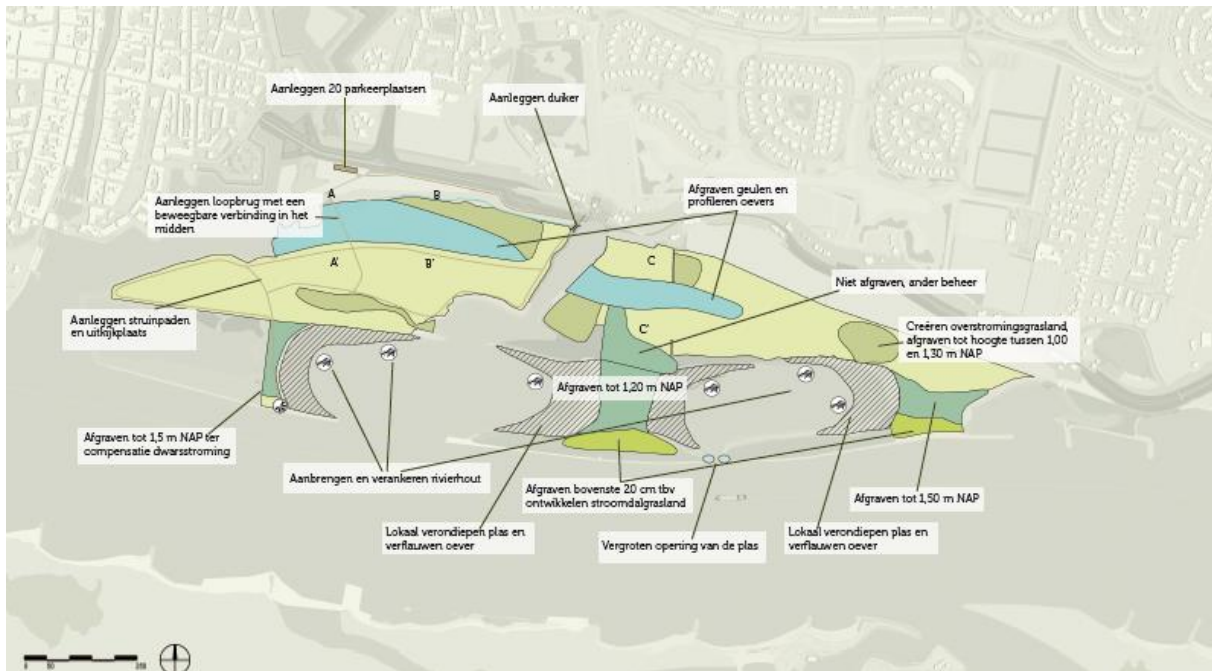 Aanleggen 20 parkeerplaatsen
Aanleggen duiker
A
B
Aanleggen loopbrug met een
beweegbare verbinding in het
midden
Afgraven geulen en
profileren oevers
A'
B'
C
Niet afgraven, ander beheer
Aanleggen struinpaden
en uitkijkplaats
C'
Creëren overstromingsgrasland,
afgraven tot hoogte tussen 1,00
en 1,30 m NAP
Afgraven tot 1,20 m NAP
Afgraven tot 1,5 m NAP ter
compensatie dwarsstroming
Aanbrengen en verankeren rivierhout
Afgraven bovenste 20 cm tbv
ontwikkelen stroomdalgrasland
Afgraven tot 1,50 m NAP
Lokaal verondiepen plas en
verflauwen oever
Vergroten opening van de plas
Lokaal verondiepen plas en
verflauwen oever
0 50 250